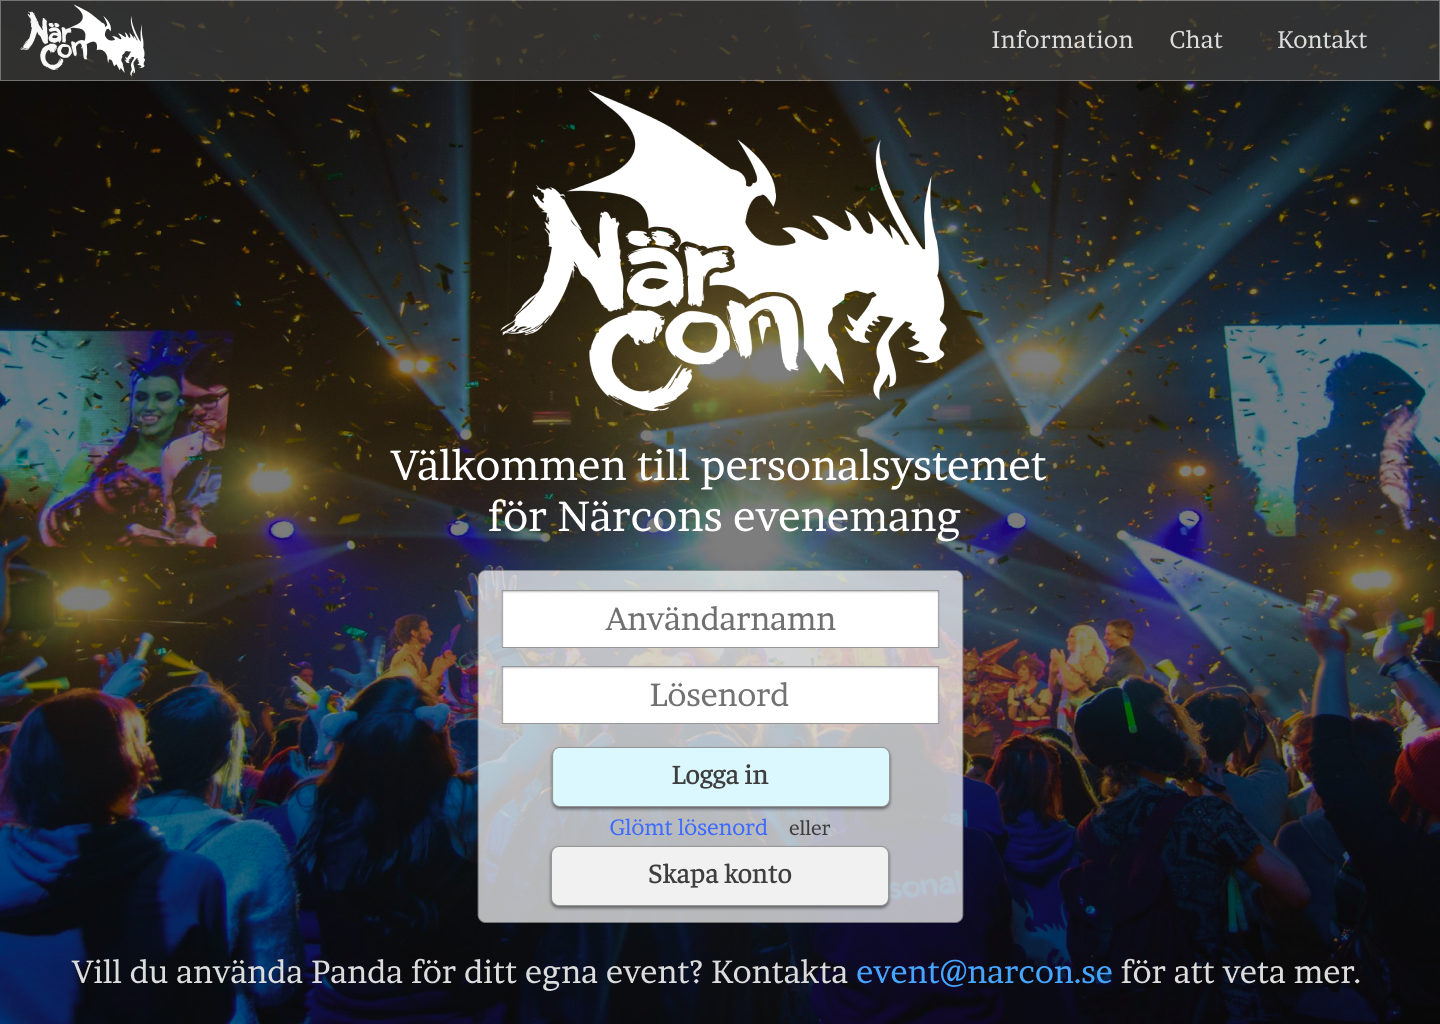 När
Con
Information Chat Kontakt
När
Con
Välkommen till personalsystemet
för Närcons evenemang
Användarnamn
Lösenord
Logga in
Glömt lösenord eller
Skapa konto
Vill du använda Panda för ditt egna event? Kontakta event@narcon.se för att veta mer.